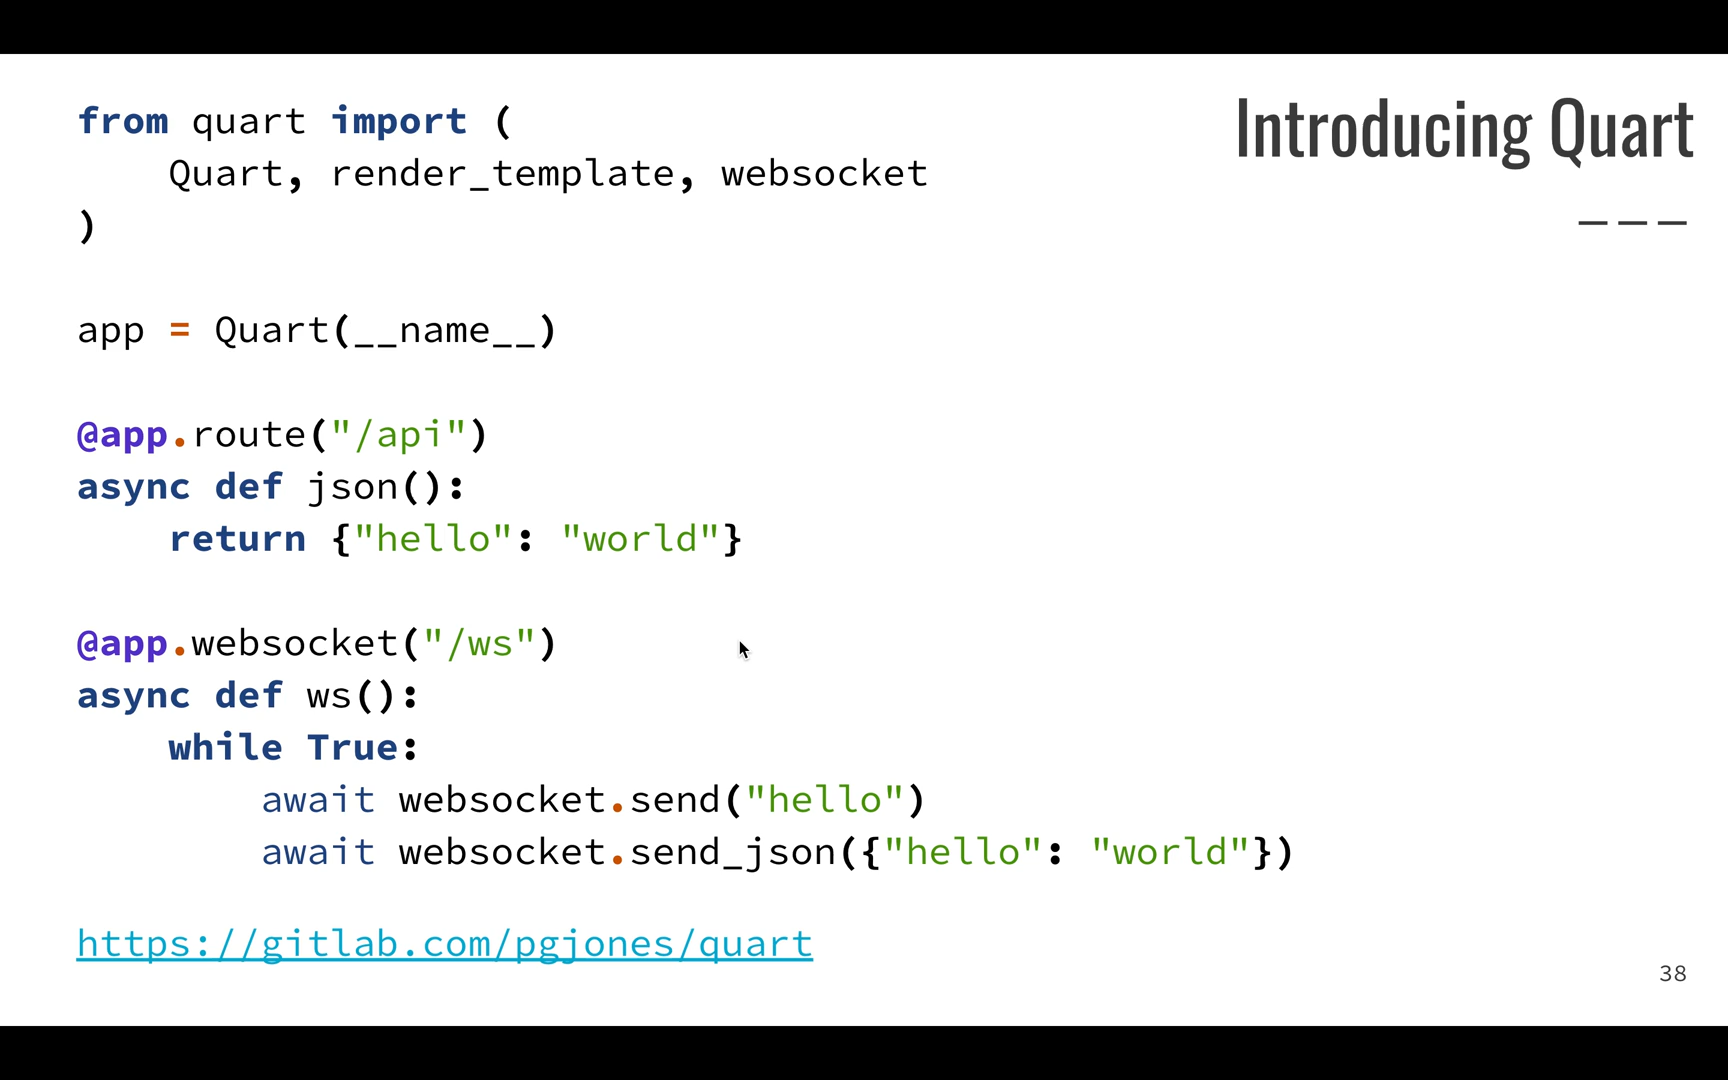 Introducing Quart
———
from quart import (
    Quart, render_template, websocket
)
app = Quart(__name__)
@app.route("/api")
async def json():
    return {"hello": "world"}
@app.websocket("/ws")
async def ws():
    while True:
        await websocket.send("hello")
        await websocket.send_json({"hello": "world"})
https://gitlab.com/pgjones/quart
38